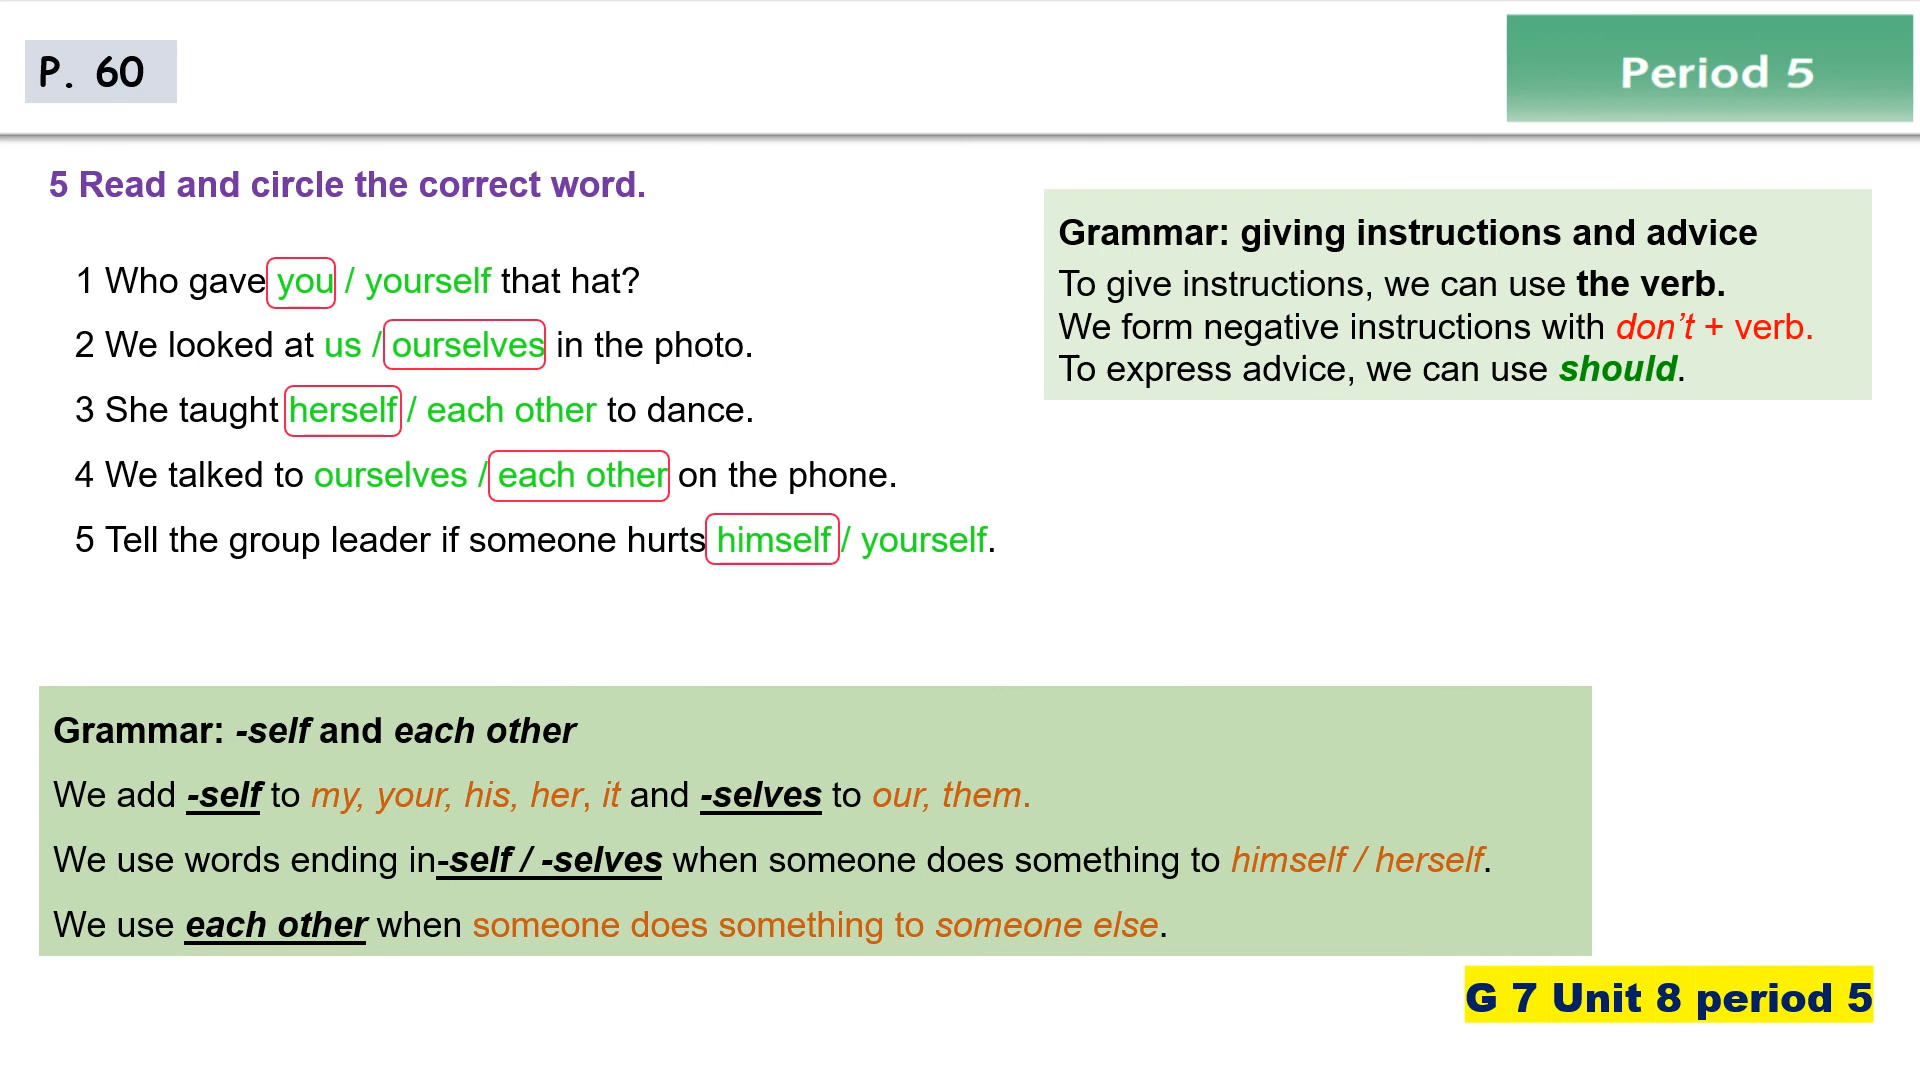 P. 60
Period 5
5 Read and circle the correct word.
1 Who gave you / yourself that hat?
2 We looked at us / ourselves in the photo.
3 She taught herself / each other to dance.
4 We talked to ourselves / each other on the phone.
5 Tell the group leader if someone hurts himself / yourself.
Grammar: giving instructions and advice
To give instructions, we can use the verb.
We form negative instructions with don’t + verb.
To express advice, we can use should.
Grammar: -self and each other
We add -self to my, your, his, her, it and -selves to our, them.
We use words ending in-self / -selves when someone does something to himself / herself.
We use each other when someone does something to someone else.
G 7 Unit 8 period 5